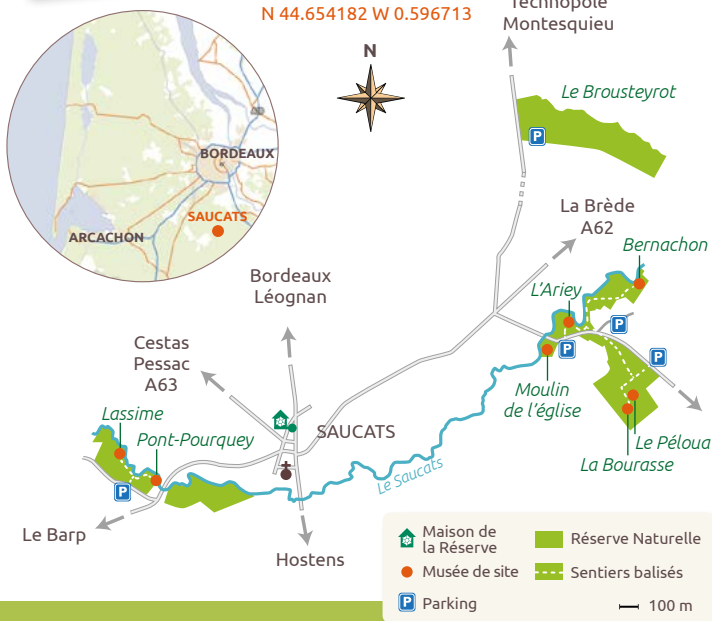 N 44.654182 W 0.596713
Technopole
Montesquieu
N
Le Brousteyrot
P
BORDEAUX
SAUCATS
ARCACHON
La Brède
A62
Bernachon
Bordeaux
Léognan
L'Ariey
P
Cestas
Pessac
A63
P
P
Moulin
de l'église
Lassime
Pont-Pourquey
SAUCATS
Le Péloua
La Bourasse
Le Saucats
P
Le Barp
Hostens
Maison de
la Réserve
Réserve Naturelle
Musée de site
Sentiers balisés
P Parking
100 m